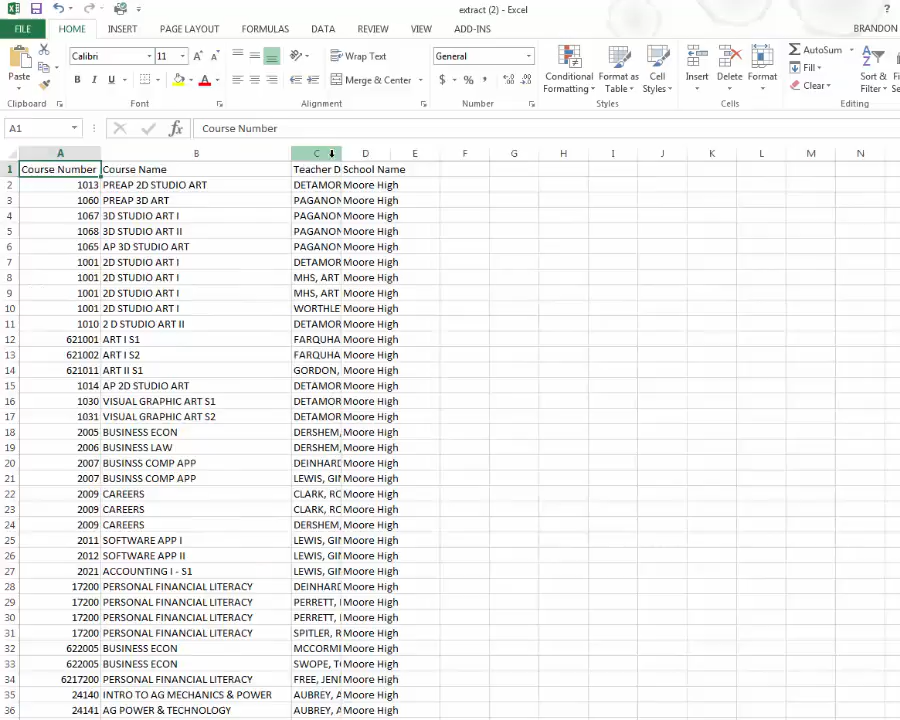 extract (2) - Excel
?
FILE HOME INSERT PAGE LAYOUT FORMULAS DATA REVIEW VIEW ADD-INS BRANDON
Paste
Calibri 11
B I U
Wrap Text
Merge & Center
General
$ % ,
Conditional Formatting
Format as Table
Cell Styles
Insert Delete Format
AutoSum
Fill
Clear
Sort & Filter
Clipboard Font Alignment Number Styles Cells Editing
A1 fx Course Number
A B C D E F G H I J K L M N
1 Course Number Course Name Teacher D School Name
2 1013 PREAP 2D STUDIO ART DETAMOR Moore High
3 1060 PREAP 3D ART PAGANON Moore High
4 1067 3D STUDIO ART I PAGANON Moore High
5 1068 3D STUDIO ART II PAGANON Moore High
6 1065 AP 3D STUDIO ART PAGANON Moore High
7 1001 2D STUDIO ART I DETAMOR Moore High
8 1001 2D STUDIO ART I MHS, ART Moore High
9 1001 2D STUDIO ART I MHS, ART Moore High
10 1001 2D STUDIO ART I WORTHLE Moore High
11 1010 2 D STUDIO ART II DETAMOR Moore High
12 621001 ART I S1 FARQUHA Moore High
13 621002 ART I S2 FARQUHA Moore High
14 621011 ART II S1 GORDON, Moore High
15 1014 AP 2D STUDIO ART DETAMOR Moore High
16 1030 VISUAL GRAPHIC ART S1 DETAMOR Moore High
17 1031 VISUAL GRAPHIC ART S2 DETAMOR Moore High
18 2005 BUSINESS ECON DERSHEM, Moore High
19 2006 BUSINESS LAW DERSHEM, Moore High
20 2007 BUSINSS COMP APP DEINHARD Moore High
21 2007 BUSINSS COMP APP LEWIS, GIN Moore High
22 2009 CAREERS CLARK, RO Moore High
23 2009 CAREERS CLARK, RO Moore High
24 2009 CAREERS DERSHEM, Moore High
25 2011 SOFTWARE APP I LEWIS, GIN Moore High
26 2012 SOFTWARE APP II LEWIS, GIN Moore High
27 2021 ACCOUNTING I - S1 LEWIS, GIN Moore High
28 17200 PERSONAL FINANCIAL LITERACY DEINHARD Moore High
29 17200 PERSONAL FINANCIAL LITERACY PERRETT, Moore High
30 17200 PERSONAL FINANCIAL LITERACY PERRETT, Moore High
31 17200 PERSONAL FINANCIAL LITERACY SPITLER, R Moore High
32 622005 BUSINESS ECON MCCORMI Moore High
33 622005 BUSINESS ECON SWOPE, TO Moore High
34 6217200 PERSONAL FINANCIAL LITERACY FREE, JENI Moore High
35 24140 INTRO TO AG MECHANICS & POWER AUBREY, A Moore High
36 24141 AG POWER & TECHNOLOGY AUBREY, A Moore High